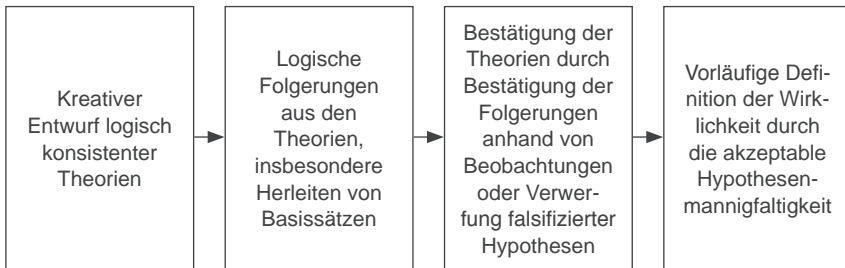 Kreativer
Entwurf logisch
konsistenter
Theorien
Logische
Folgerungen
aus den
Theorien,
insbesondere
Herleiten von
Basissätzen
Bestätigung der
Theorien durch
Bestätigung der
Folgerungen
anhand von
Beobachtungen
oder Verwer-
fung falsifizierter
Hypothesen
Vorläufige Defi-
nition der Wirk-
lichkeit durch
die akzeptable
Hypothesen-
mannigfaltigkeit